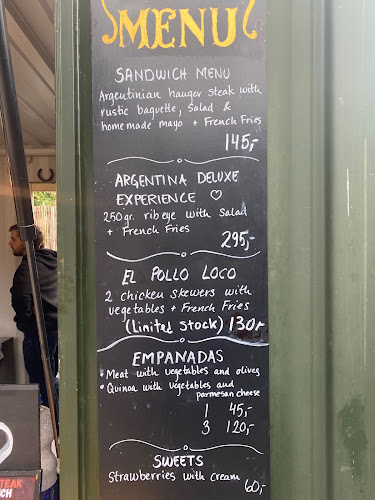 MENU
SANDWICH MENU
Argentinian hanger steak with
rustic baguette, salad &
homemade mayo + French Fries
145,-
ARGENTINA DELUXE
EXPERIENCE ♡
250gr. ribeye with Salad
+ French Fries
295,-
EL POLLO LOCO
2 chicken skewers with
vegetables + French Fries
(Limited Stock) 130,-
EMPANADAS
• Meat with vegetables and olives
• Quinoa with vegetables and
parmesan cheese
1 45,-
3 120,-
SWEETS
Strawberries with cream
60,-